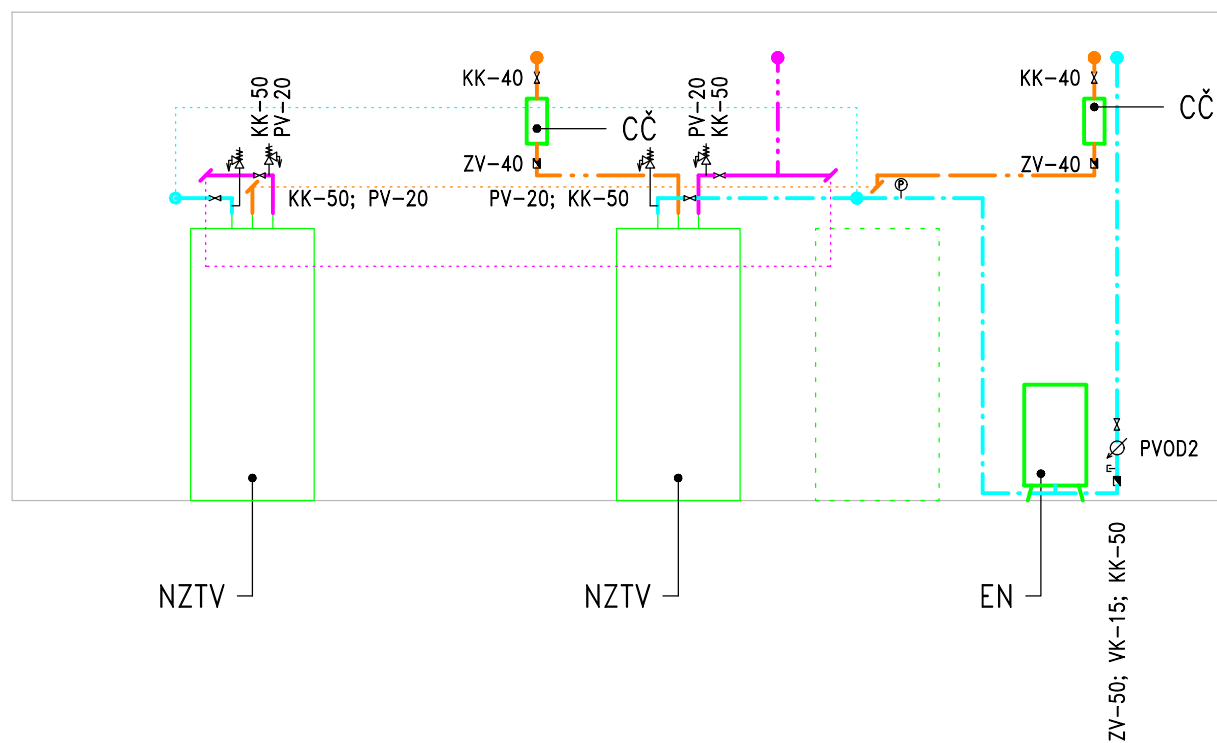 KK-40
KK-40
KK-50
PV-20
PV-20
KK-50
CČ
CČ
ZV-40
ZV-40
P
KK-50; PV-20
PV-20; KK-50
PVOD2
ZV-50; VK-15; KK-50
NZTV
NZTV
EN